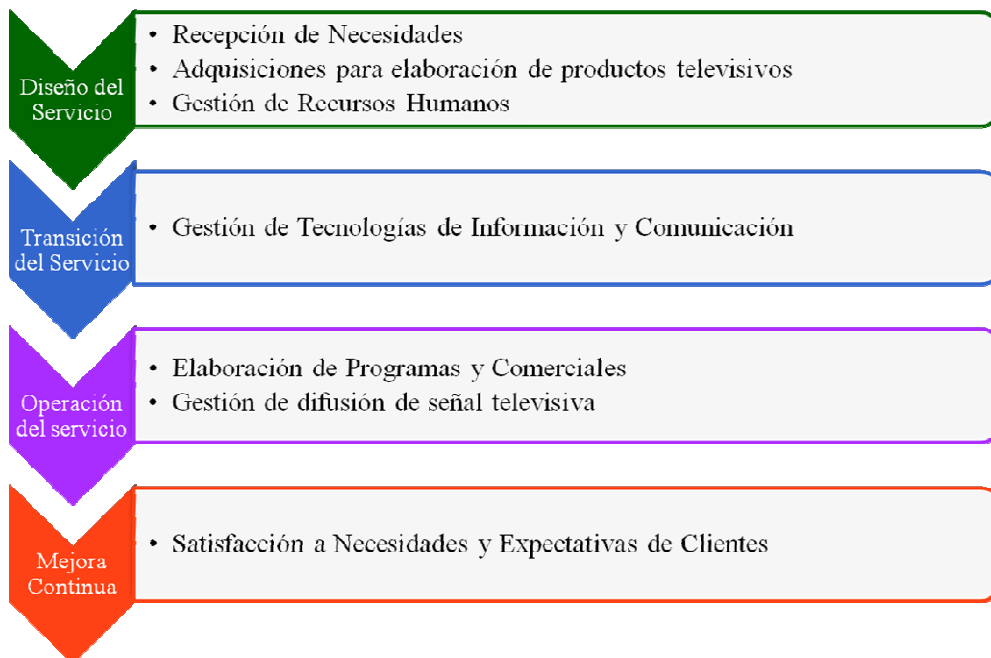 Diseño del
Servicio
• Recepción de Necesidades
• Adquisiciones para elaboración de productos televisivos
• Gestión de Recursos Humanos
Transición
del Servicio
• Gestión de Tecnologías de Información y Comunicación
Operación
del servicio
• Elaboración de Programas y Comerciales
• Gestión de difusión de señal televisiva
Mejora
Continua
• Satisfacción a Necesidades y Expectativas de Clientes